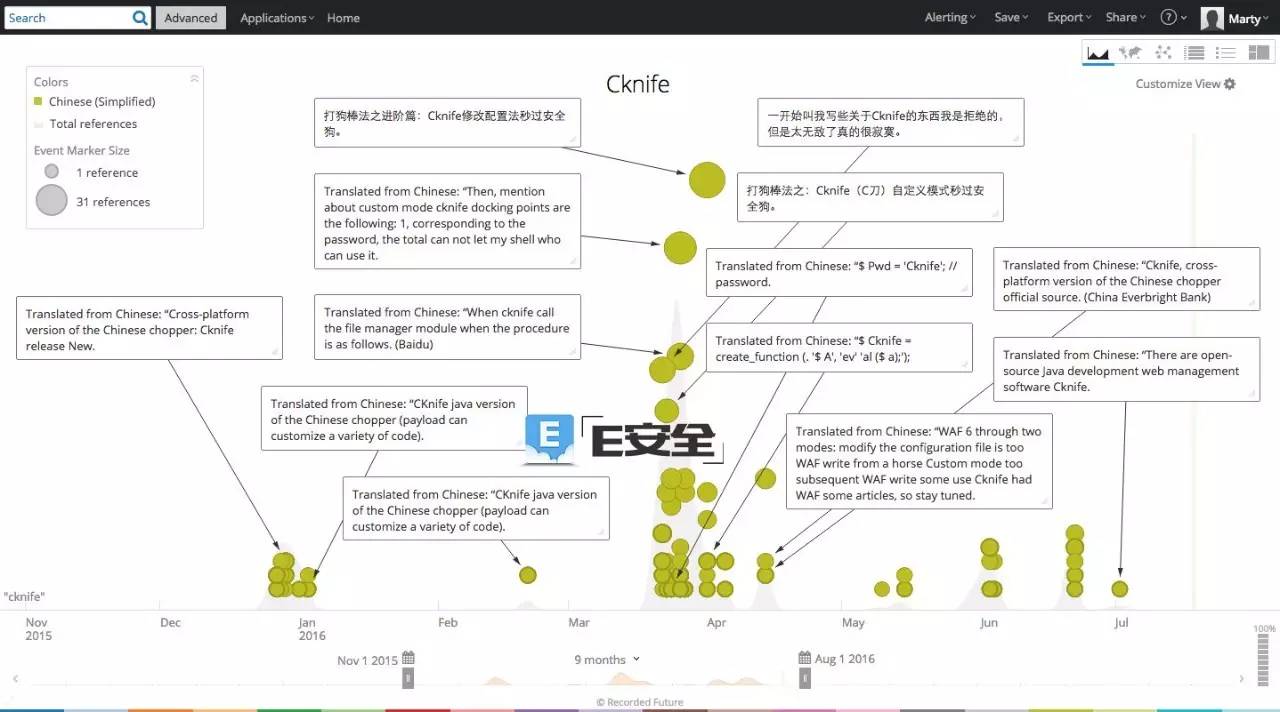 Search
Advanced
Applications
Home
Alerting
Save
Export
Share
?
Marty
Customize View
Cknife
Colors
Chinese (Simplified)
Total references
Event Marker Size
1 reference
31 references
打狗棒法之进阶篇：Cknife修改配置法秒过安全
狗。
一开始叫我写些关于Cknife的东西我是拒绝的，
但是太无敌了真的很寂寞。
Translated from Chinese: “Then, mention
about custom mode cknife docking points are
the following: 1, corresponding to the
password, the total can not let my shell who
can use it.
打狗棒法之：Cknife（C刀）自定义模式秒过安
全狗。
Translated from Chinese: “$ Pwd = 'Cknife'; //
password.
Translated from Chinese: “Cknife, cross-
platform version of the Chinese chopper
official source. (China Everbright Bank)
Translated from Chinese: “Cross-platform
version of the Chinese chopper: Cknife
release New.
Translated from Chinese: “When cknife call
the file manager module when the procedure
is as follows. (Baidu)
Translated from Chinese: “$ Cknife =
create_function (. '$ A', 'ev' 'al ($ a);');
Translated from Chinese: “There are open-
source Java development web management
software Cknife.
Translated from Chinese: “CKnife java version
of the Chinese chopper (payload can
customize a variety of code).
E
E安全
Translated from Chinese: “WAF 6 through two
modes: modify the configuration file is too
WAF write from a horse Custom mode too
subsequent WAF write some use Cknife had
WAF some articles, so stay tuned.
Translated from Chinese: “CKnife java version
of the Chinese chopper (payload can
customize a variety of code).
"cknife"
Nov
2015
Dec
Jan
2016
Feb
Mar
Apr
May
Jun
Jul
100%
Nov 1 2015
9 months
Aug 1 2016
© Recorded Future